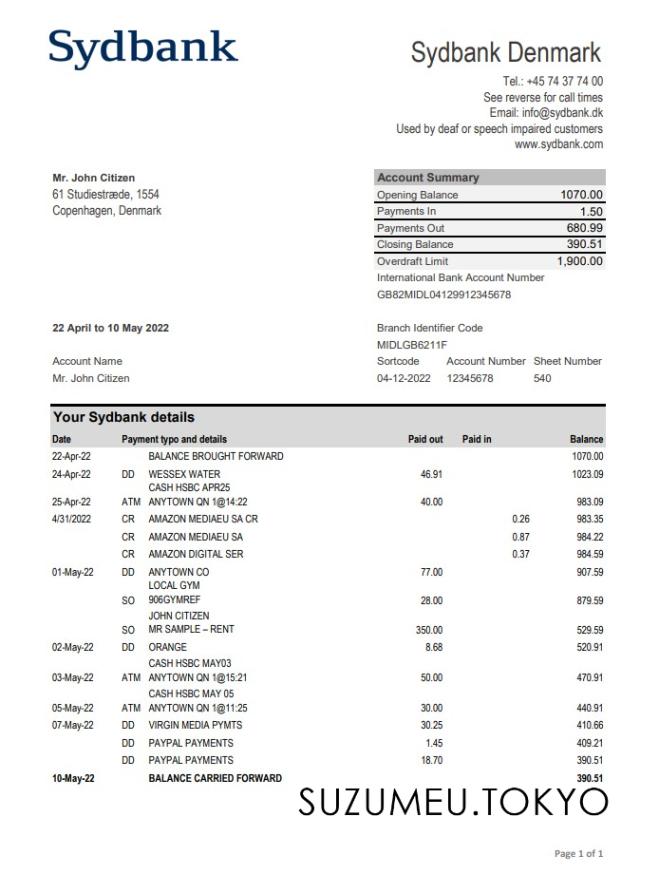 Sydbank
Sydbank Denmark
Tel.: +45 74 37 74 00
See reverse for call times
Email: info@sydbank.dk
Used by deaf or speech impaired customers
www.sydbank.com
Mr. John Citizen
61 Studiestræde, 1554
Copenhagen, Denmark
Account Summary
Opening Balance 1070.00
Payments In 1.50
Payments Out 680.99
Closing Balance 390.51
Overdraft Limit 1,900.00
International Bank Account Number
GB82MIDL04129912345678
22 April to 10 May 2022
Branch Identifier Code
MIDLGB6211F
Account Name
Mr. John Citizen
Sortcode Account Number Sheet Number
04-12-2022 12345678 540
Your Sydbank details
Date Payment typo and details Paid out Paid in Balance
22-Apr-22 BALANCE BROUGHT FORWARD 1070.00
24-Apr-22 DD WESSEX WATER 46.91 1023.09
CASH HSBC APR25
25-Apr-22 ATM ANYTOWN QN 1@14:22 40.00 983.09
4/31/2022 CR AMAZON MEDIAEU SA CR 0.26 983.35
CR AMAZON MEDIAEU SA 0.87 984.22
CR AMAZON DIGITAL SER 0.37 984.59
01-May-22 DD ANYTOWN CO 77.00 907.59
LOCAL GYM
SO 906GYMREF 28.00 879.59
JOHN CITIZEN
SO MR SAMPLE – RENT 350.00 529.59
02-May-22 DD ORANGE 8.68 520.91
CASH HSBC MAY03
03-May-22 ATM ANYTOWN QN 1@15:21 50.00 470.91
CASH HSBC MAY 05
05-May-22 ATM ANYTOWN QN 1@11:25 30.00 440.91
07-May-22 DD VIRGIN MEDIA PYMTS 30.25 410.66
DD PAYPAL PAYMENTS 1.45 409.21
DD PAYPAL PAYMENTS 18.70 390.51
10-May-22 BALANCE CARRIED FORWARD 390.51
SUZUMEU.TOKYO
Page 1 of 1